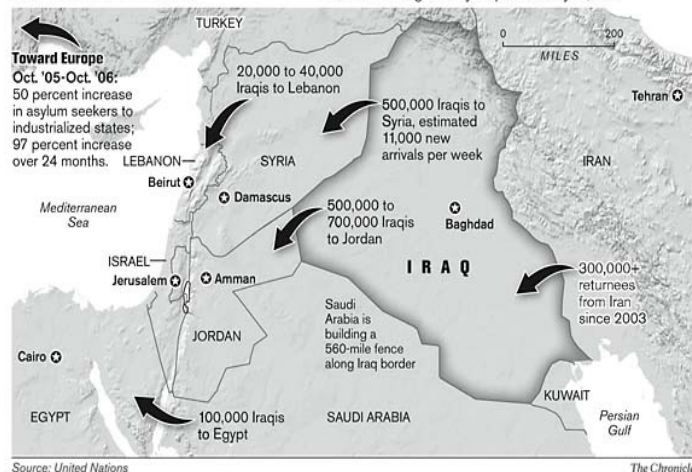 TURKEY
0 200
MILES
Toward Europe
Oct. '05-Oct. '06:
50 percent increase
in asylum seekers to
industrialized states;
97 percent increase
over 24 months.
20,000 to 40,000
Iraqis to Lebanon
500,000 Iraqis to
Syria, estimated
11,000 new
arrivals per week
Tehran
LEBANON
SYRIA
IRAN
Beirut
Damascus
Mediterranean
Sea
500,000 to
700,000 Iraqis
to Jordan
Baghdad
ISRAEL
Jerusalem
Amman
IRAQ
300,000+
returnees
from Iran
since 2003
Saudi
Arabia is
building a
560-mile fence
along Iraq border
JORDAN
Cairo
KUWAIT
EGYPT
100,000 Iraqis
to Egypt
SAUDI ARABIA
Persian
Gulf
Source: United Nations
The Chronicle